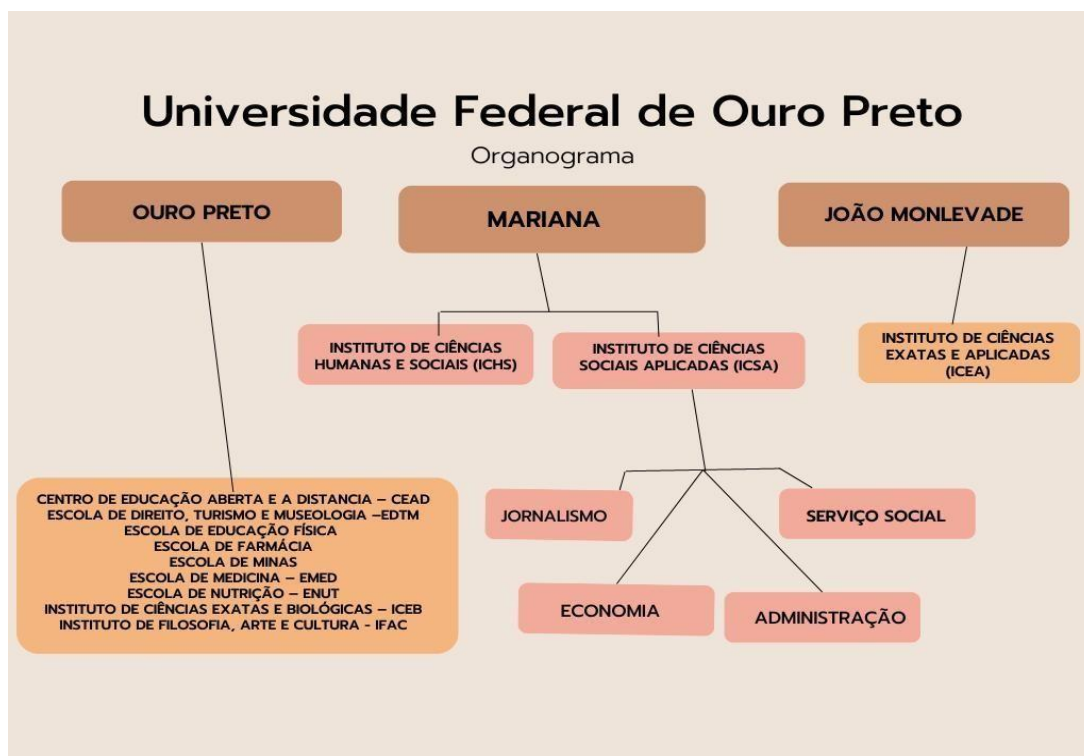 Universidade Federal de Ouro Preto
Organograma
OURO PRETO
MARIANA
JOÃO MONLEVADE
INSTITUTO DE CIÊNCIAS
HUMANAS E SOCIAIS (ICHS)
INSTITUTO DE CIÊNCIAS
SOCIAIS APLICADAS (ICSA)
INSTITUTO DE CIÊNCIAS
EXATAS E APLICADAS
(ICEA)
CENTRO DE EDUCAÇÃO ABERTA E A DISTANCIA – CEAD
ESCOLA DE DIREITO, TURISMO E MUSEOLOGIA –EDTM
ESCOLA DE EDUCAÇÃO FÍSICA
ESCOLA DE FARMÁCIA
ESCOLA DE MINAS
ESCOLA DE MEDICINA – EMED
ESCOLA DE NUTRIÇÃO – ENUT
INSTITUTO DE CIÊNCIAS EXATAS E BIOLÓGICAS – ICEB
INSTITUTO DE FILOSOFIA, ARTE E CULTURA - IFAC
JORNALISMO
SERVIÇO SOCIAL
ECONOMIA
ADMINISTRAÇÃO